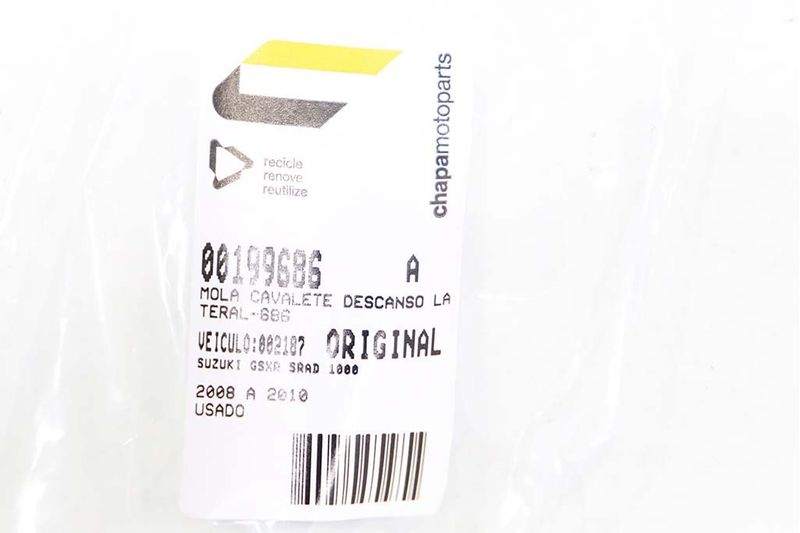 chapamotoparts
recicle
renove
reutilize
00199686 A
MOLA CAVALETE DESCANSO LA
TERAL-686
VEICULO:002187 ORIGINAL
SUZUKI GSXR SRAD 1000
2008 A 2010
USADO